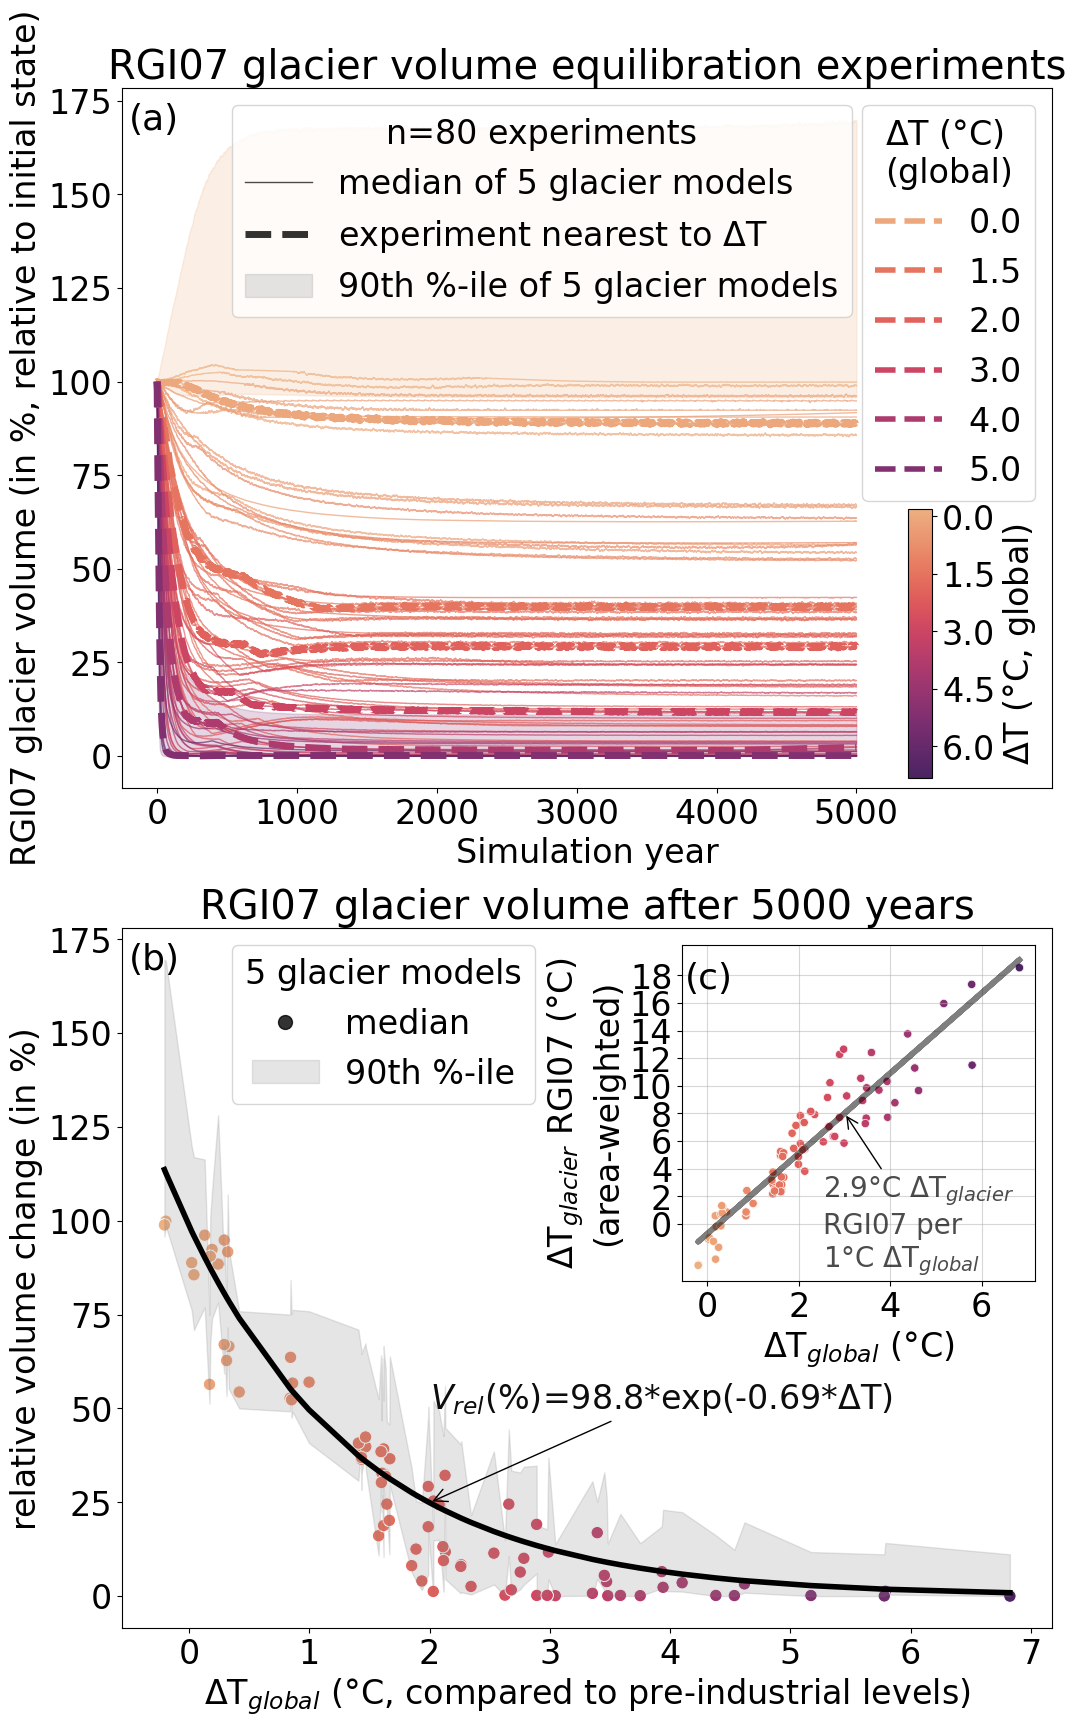 RGI07 glacier volume equilibration experiments
(a)
RGI07 glacier volume (in %, relative to initial state)
175
150
125
100
75
50
25
0
n=80 experiments
median of 5 glacier models
experiment nearest to ΔT
90th %-ile of 5 glacier models
ΔT (°C)
(global)
0.0
1.5
2.0
3.0
4.0
5.0
0.0
1.5
3.0
4.5
6.0
ΔT (°C, global)
0 1000 2000 3000 4000 5000
Simulation year
RGI07 glacier volume after 5000 years
(b)
relative volume change (in %)
175
150
125
100
75
50
25
0
5 glacier models
median
90th %-ile
(c)
ΔT_glacier RGI07 (°C)
(area-weighted)
18
16
14
12
10
8
6
4
2
0
2.9°C ΔT_glacier
RGI07 per
1°C ΔT_global
0 2 4 6
ΔT_global (°C)
V_rel(%)=98.8*exp(-0.69*ΔT)
0 1 2 3 4 5 6 7
ΔT_global (°C, compared to pre-industrial levels)